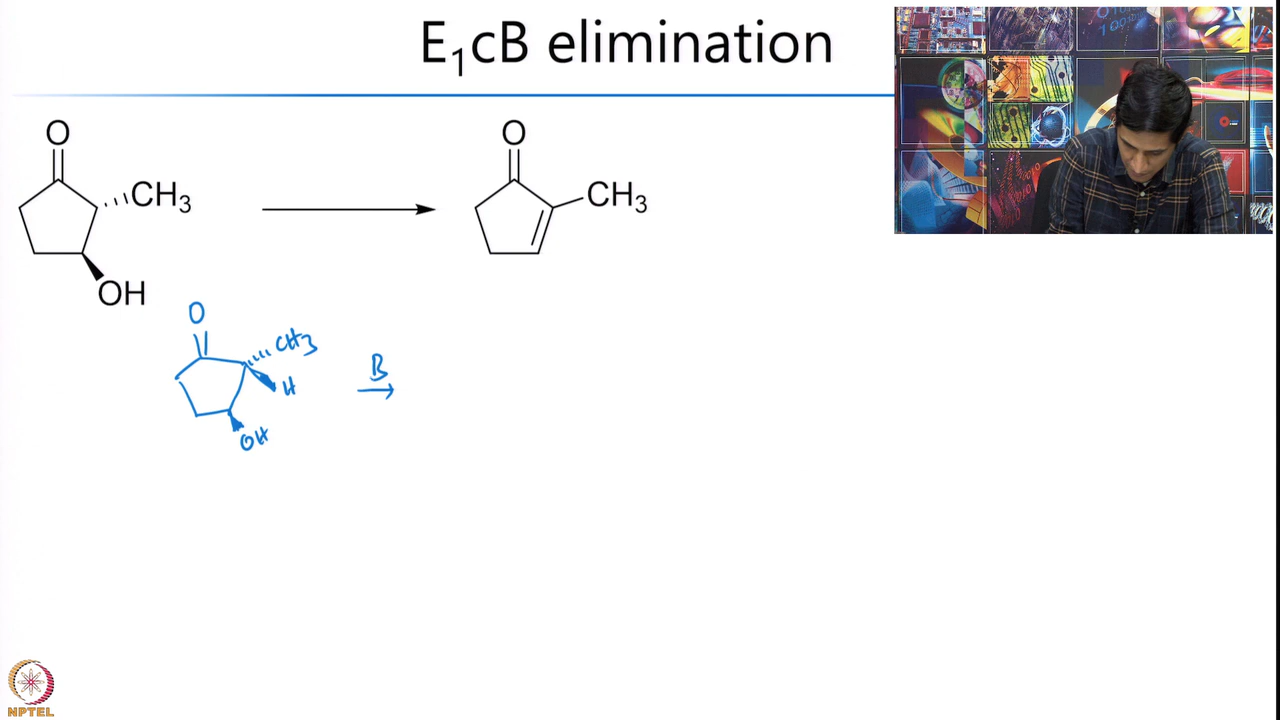 E₁cB elimination
O
CH₃
OH
O
CH₃
O
CH3
H
OH
B
NPTEL